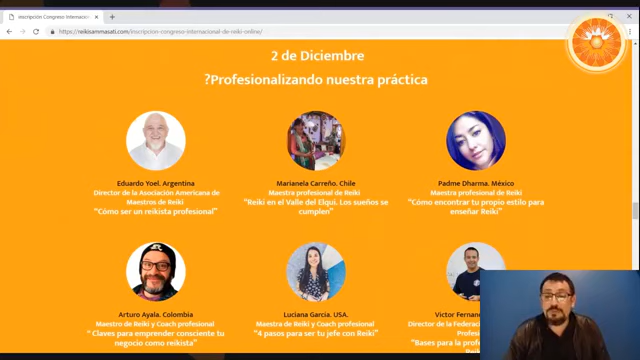 Inscripción Congreso Internacion
https://reikisammasati.com/inscripcion-congreso-internacional-de-reiki-online/
2 de Diciembre
?Profesionalizando nuestra práctica
Eduardo Yoel. Argentina
Director de la Asociación Americana de
Maestros de Reiki
"Cómo ser un reikista profesional"
Marianela Carreño. Chile
Maestra profesional de Reiki
"Reiki en el Valle del Elqui. Los sueños se
cumplen"
Padme Dharma. México
Maestra profesional de Reiki
"Cómo encontrar tu propio estilo para
enseñar Reiki"
Arturo Ayala. Colombia
Maestro de Reiki y Coach profesional
" Claves para emprender consciente tu
negocio como reikista"
Luciana Garcia. USA.
Maestra de Reiki y Coach profesional
"4 pasos para ser tu jefe con Reiki"
Victor Fernan
Director de la Federac
Profes
"Bases para la profe